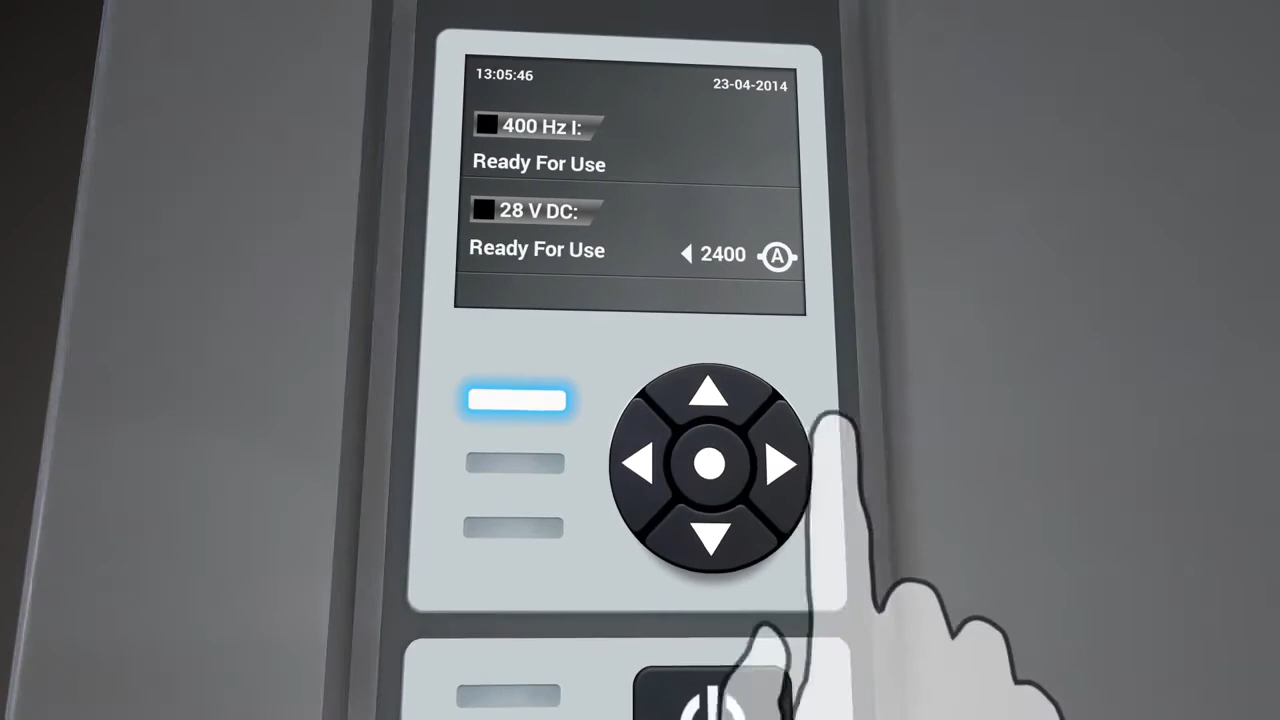 13:05:46
23-04-2014
400 Hz I:
Ready For Use
28 V DC:
Ready For Use
2400
A